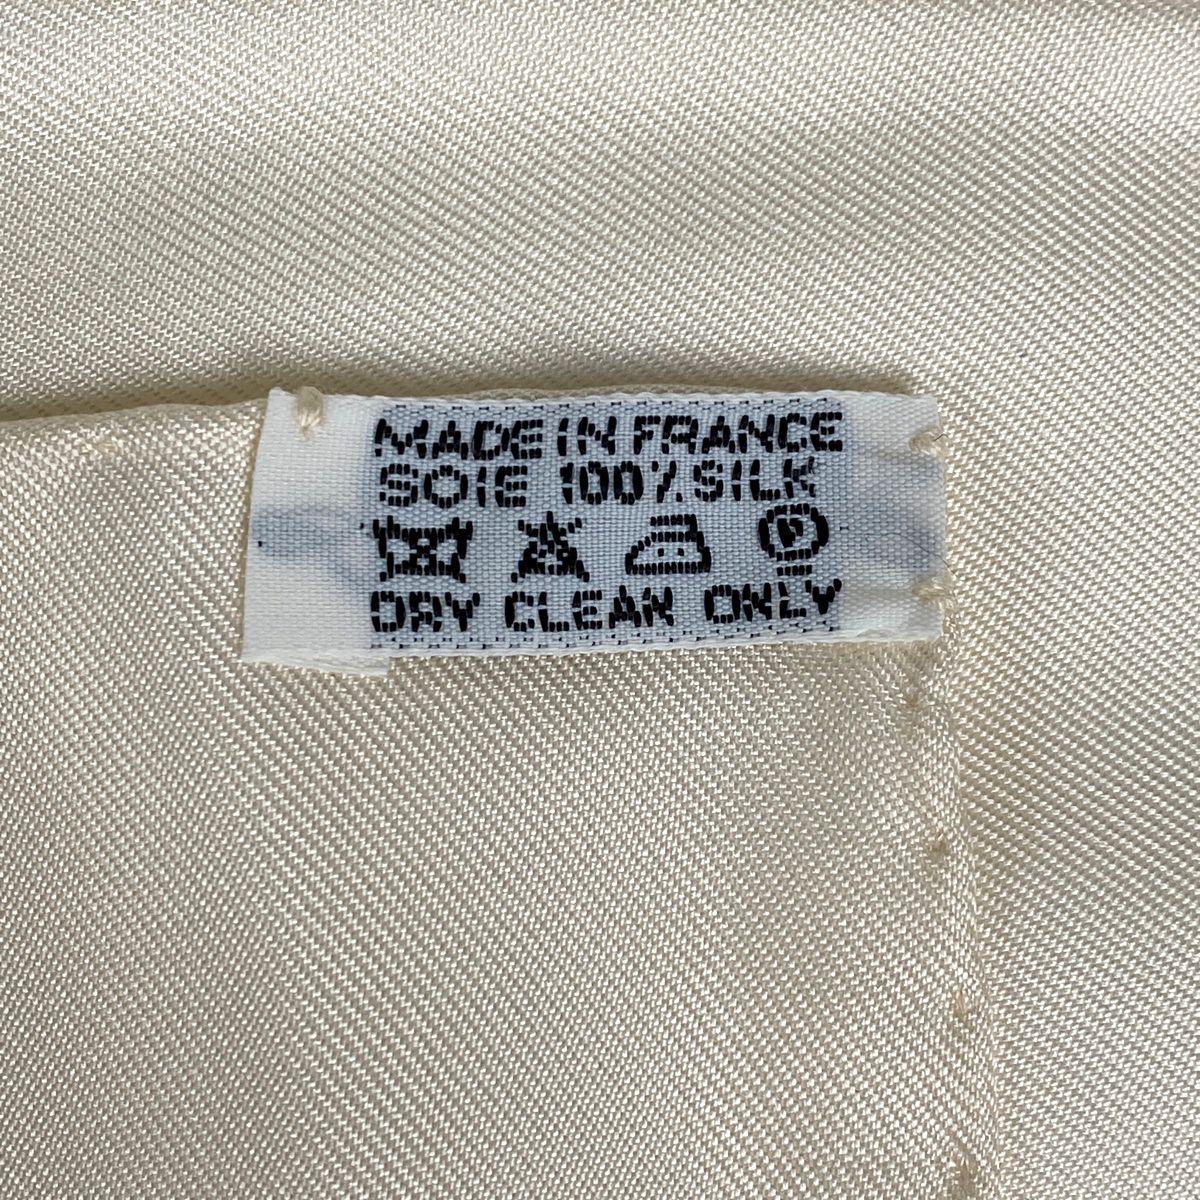 MADE IN FRANCE
SOIE 100% SILK
P
DRY CLEAN ONLY